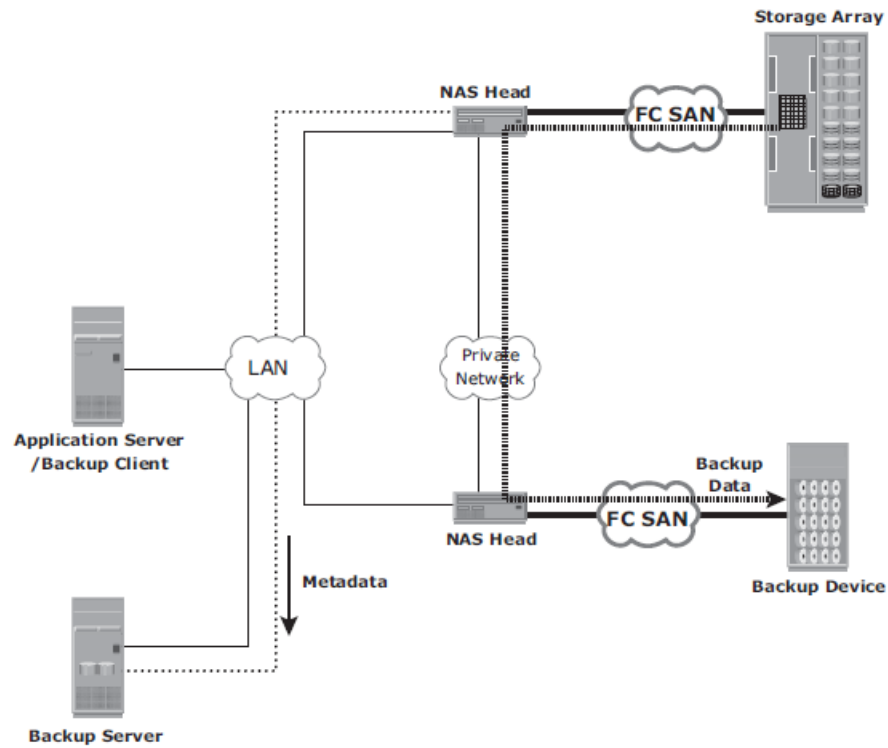 Storage Array
NAS Head
FC SAN
LAN
Private
Network
Application Server
/Backup Client
Backup
Data
FC SAN
NAS Head
Metadata
Backup Device
Backup Server